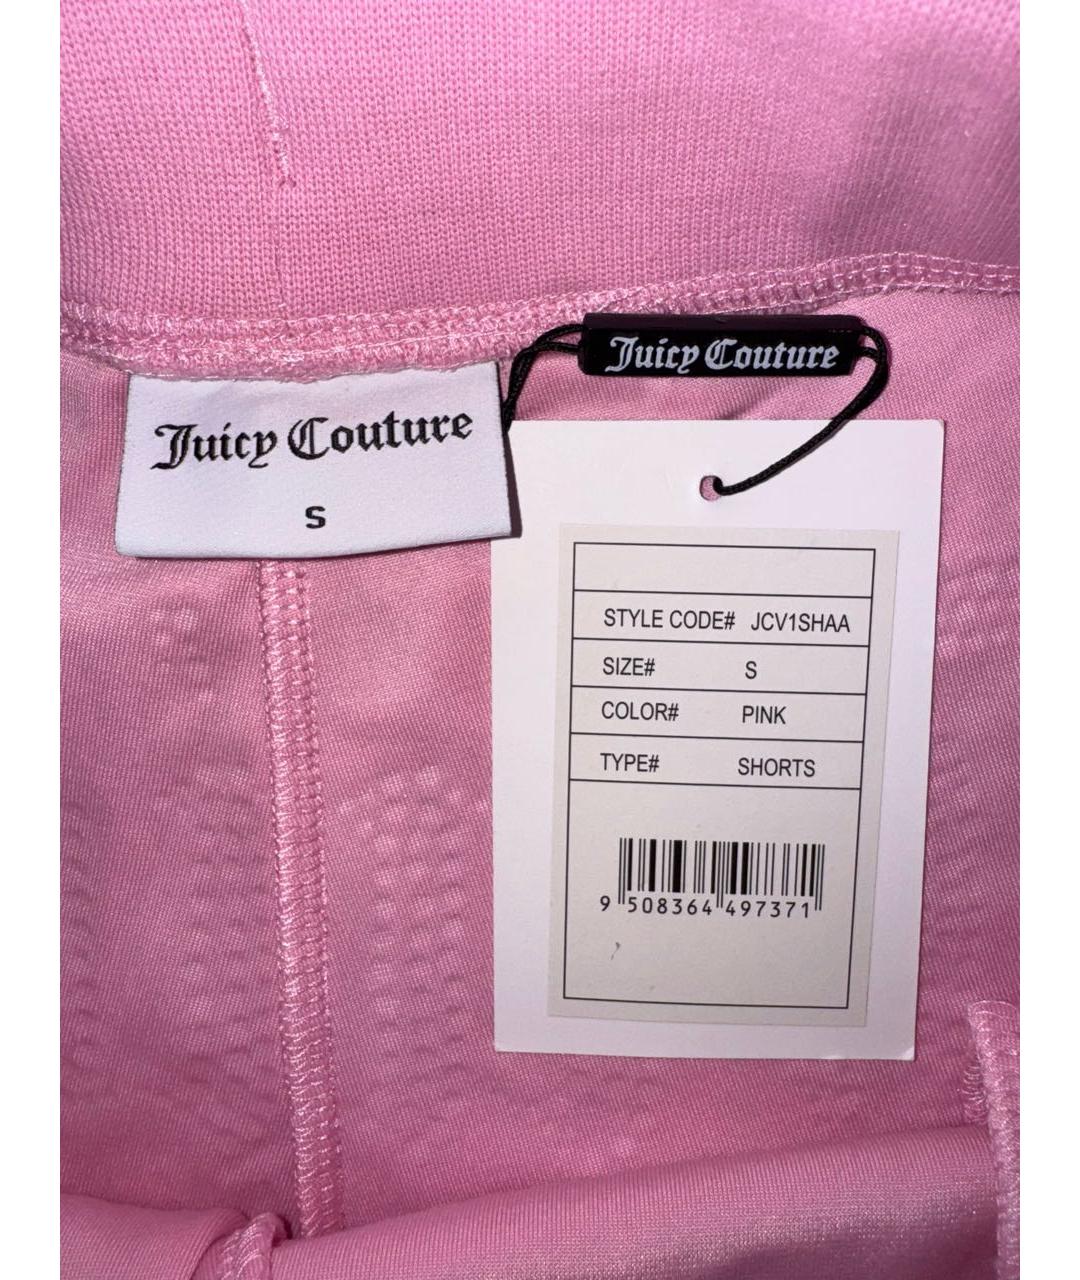 Juicy Couture
Juicy Couture
S
STYLE CODE# JCV1SHAA
SIZE# S
COLOR# PINK
TYPE# SHORTS
9 508364 497371